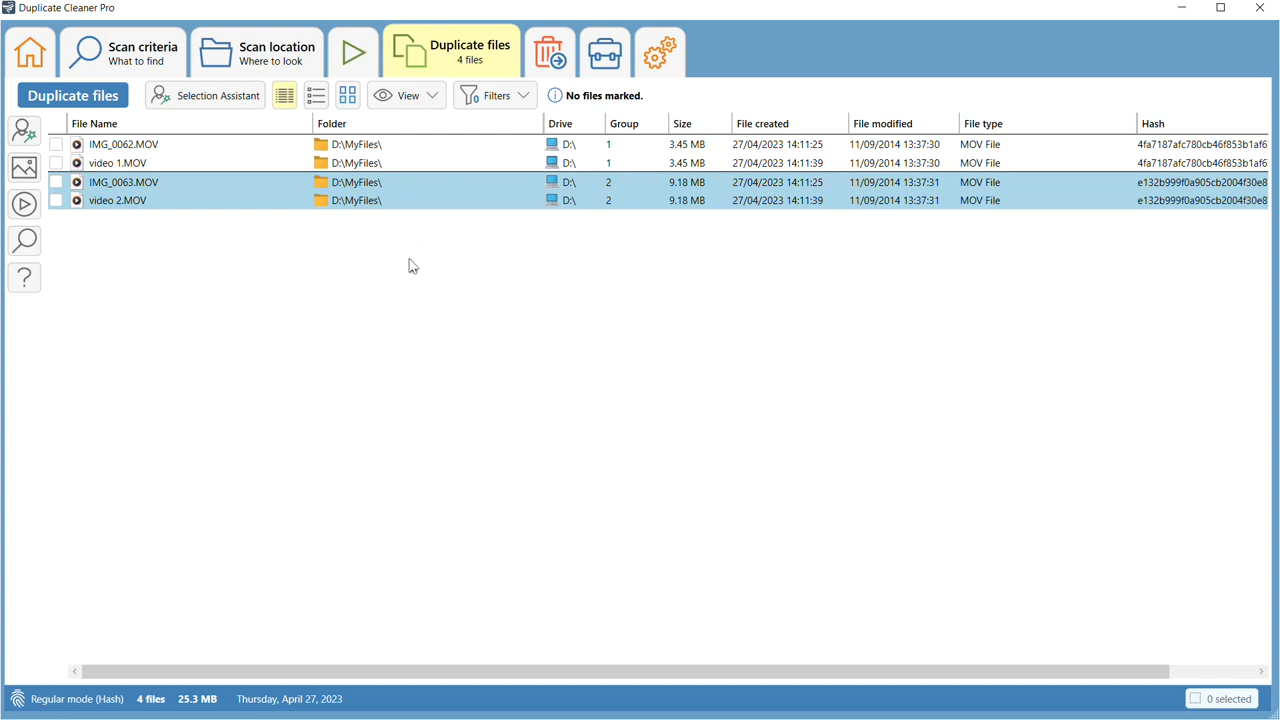 Duplicate Cleaner Pro
Scan criteria
What to find
Scan location
Where to look
Duplicate files
4 files
Duplicate files
Selection Assistant
View
Filters
No files marked.
File Name Folder Drive Group Size File created File modified File type Hash
IMG_0062.MOV D:\MyFiles\ D:\ 1 3.45 MB 27/04/2023 14:11:25 11/09/2014 13:37:30 MOV File 4fa7187afc780cb46f853b1af6
video 1.MOV D:\MyFiles\ D:\ 1 3.45 MB 27/04/2023 14:11:39 11/09/2014 13:37:30 MOV File 4fa7187afc780cb46f853b1af6
IMG_0063.MOV D:\MyFiles\ D:\ 2 9.18 MB 27/04/2023 14:11:25 11/09/2014 13:37:31 MOV File e132b999f0a905cb2004f30e8
video 2.MOV D:\MyFiles\ D:\ 2 9.18 MB 27/04/2023 14:11:39 11/09/2014 13:37:31 MOV File e132b999f0a905cb2004f30e8
Regular mode (Hash) 4 files 25.3 MB Thursday, April 27, 2023 0 selected